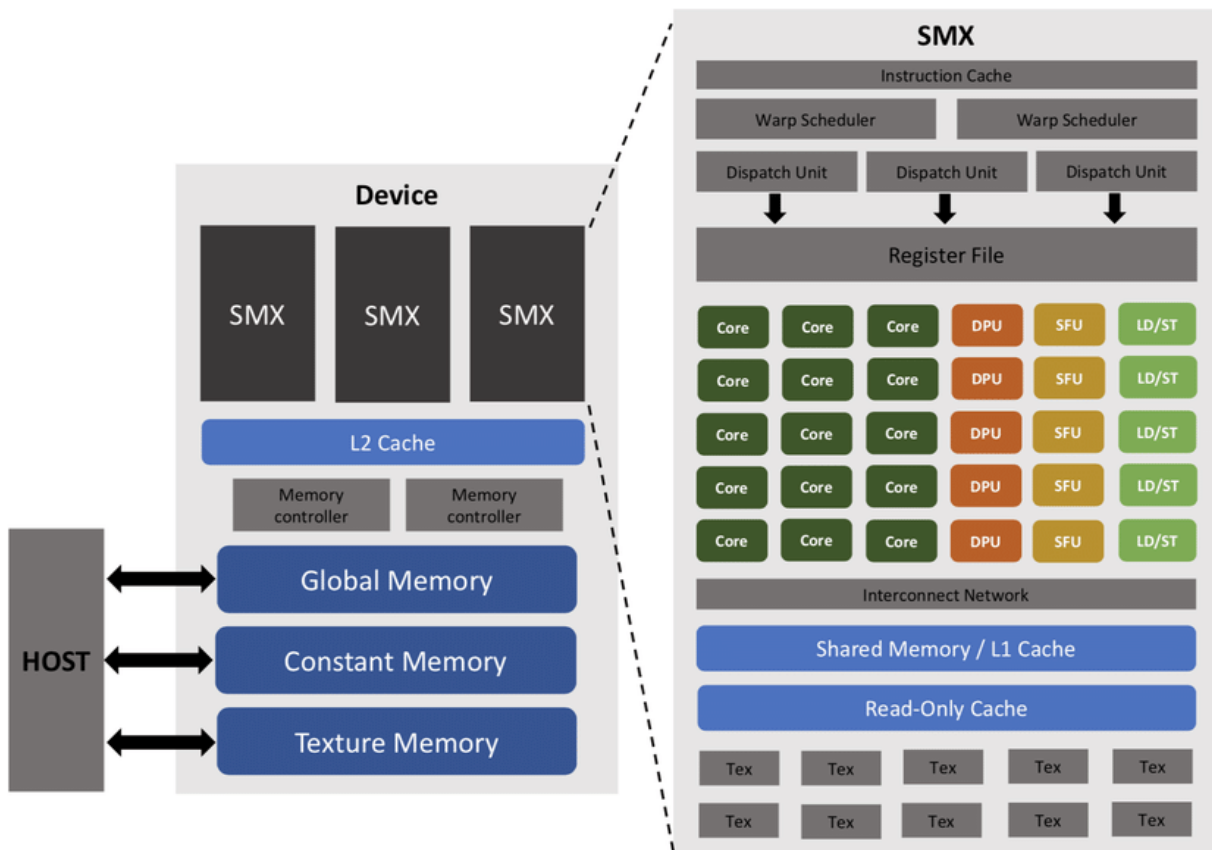 SMX
Instruction Cache
Warp Scheduler Warp Scheduler
Dispatch Unit Dispatch Unit Dispatch Unit
Register File
Core Core Core DPU SFU LD/ST
Core Core Core DPU SFU LD/ST
Core Core Core DPU SFU LD/ST
Core Core Core DPU SFU LD/ST
Core Core Core DPU SFU LD/ST
Interconnect Network
Shared Memory / L1 Cache
Read-Only Cache
Tex Tex Tex Tex Tex
Tex Tex Tex Tex Tex
Device
SMX SMX SMX
L2 Cache
Memory controller Memory controller
Global Memory
Constant Memory
Texture Memory
HOST